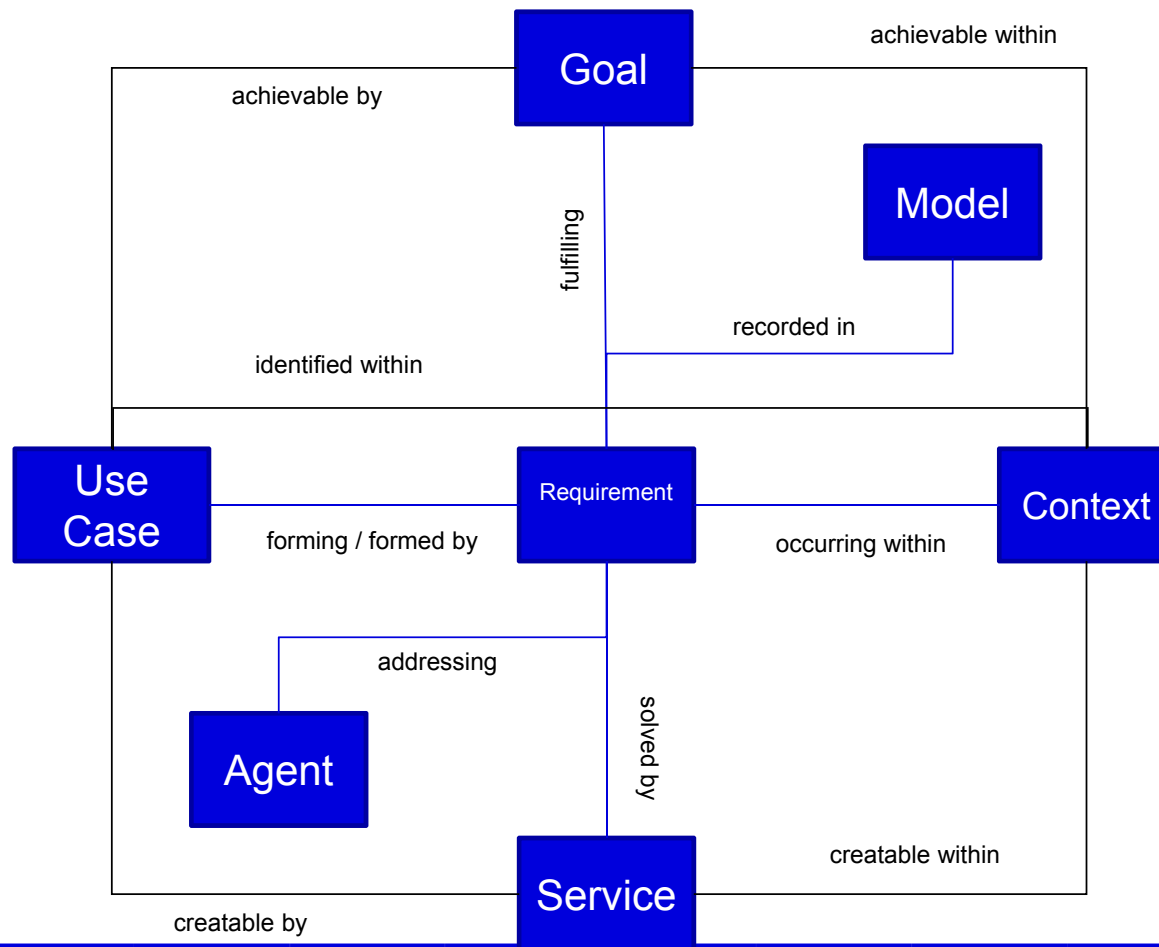 achievable within
Goal
achievable by
Model
fulfilling
recorded in
identified within
Use
Case
Requirement
Context
forming / formed by
occurring within
addressing
solved by
Agent
creatable within
Service
creatable by